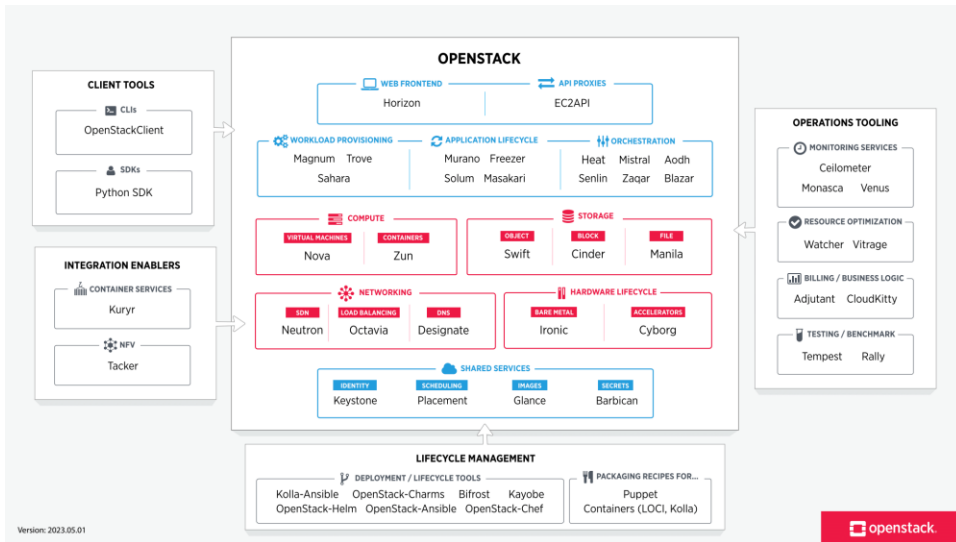 OPENSTACK
WEB FRONTEND
Horizon
API PROXIES
EC2API
WORKLOAD PROVISIONING
Magnum Trove
Sahara
APPLICATION LIFECYCLE
Murano Freezer
Solum Masakari
ORCHESTRATION
Heat Mistral Aodh
Senlin Zaqar Blazar
COMPUTE
VIRTUAL MACHINES
Nova
CONTAINERS
Zun
STORAGE
OBJECT
Swift
BLOCK
Cinder
FILE
Manila
NETWORKING
SDN
Neutron
LOAD BALANCING
Octavia
DNS
Designate
HARDWARE LIFECYCLE
BARE METAL
Ironic
ACCELERATORS
Cyborg
SHARED SERVICES
IDENTITY
Keystone
SCHEDULING
Placement
IMAGES
Glance
SECRETS
Barbican
CLIENT TOOLS
CLIs
OpenStackClient
SDKs
Python SDK
INTEGRATION ENABLERS
CONTAINER SERVICES
Kuryr
NFV
Tacker
OPERATIONS TOOLING
MONITORING SERVICES
Ceilometer
Monasca Venus
RESOURCE OPTIMIZATION
Watcher Vitrage
BILLING / BUSINESS LOGIC
Adjutant CloudKitty
TESTING / BENCHMARK
Tempest Rally
LIFECYCLE MANAGEMENT
DEPLOYMENT / LIFECYCLE TOOLS
Kolla-Ansible OpenStack-Charms Bifrost Kayobe
OpenStack-Helm OpenStack-Ansible OpenStack-Chef
PACKAGING RECIPES FOR...
Puppet
Containers (LOCI, Kolla)
Version: 2023.05.01
openstack.